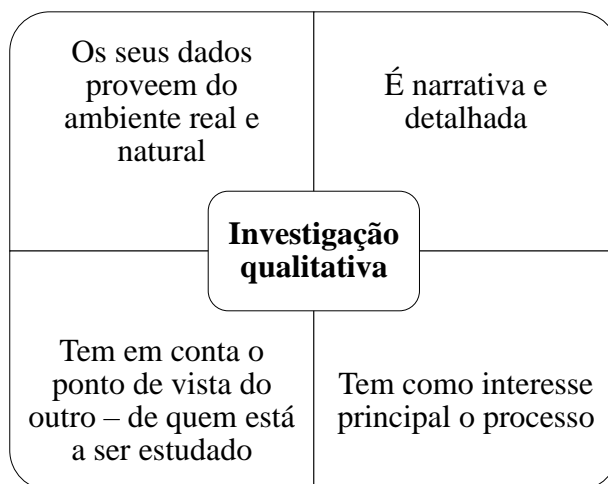 Os seus dados
proveem do
ambiente real e
natural
É narrativa e
detalhada
Investigação
qualitativa
Tem em conta o
ponto de vista do
outro – de quem está
a ser estudado
Tem como interesse
principal o processo